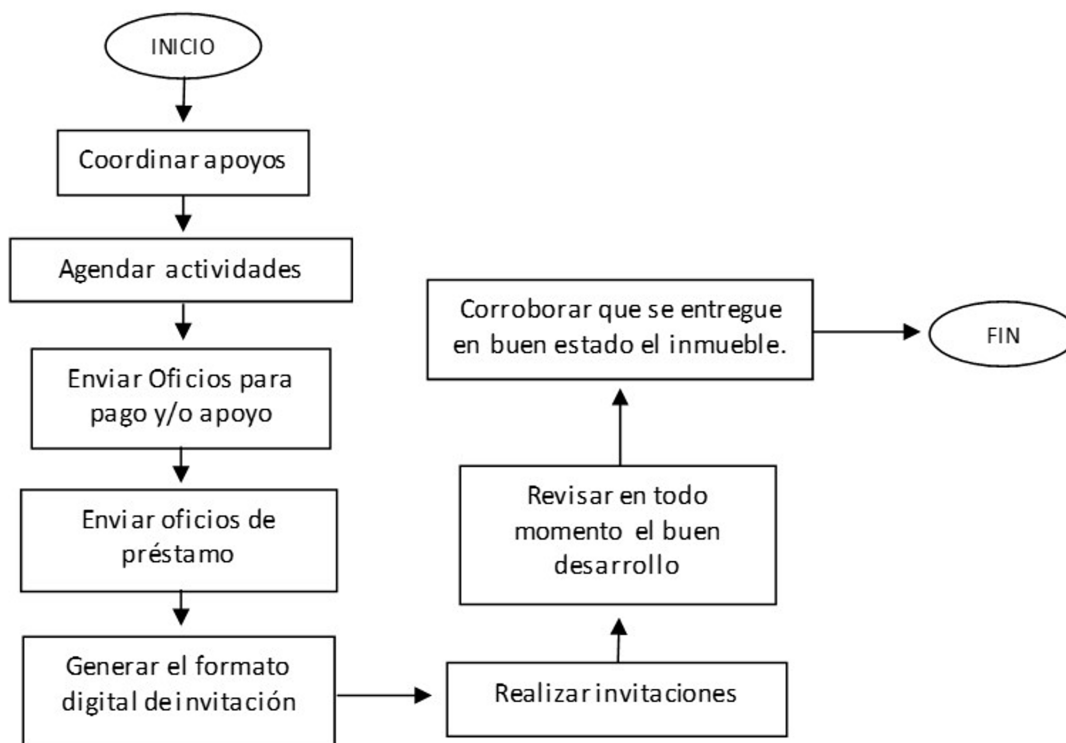 INICIO
Coordinar apoyos
Agendar actividades
Enviar Oficios para
pago y/o apoyo
Enviar oficios de
préstamo
Generar el formato
digital de invitación
Realizar invitaciones
Revisar en todo
momento el buen
desarrollo
Corroborar que se entregue
en buen estado el inmueble.
FIN